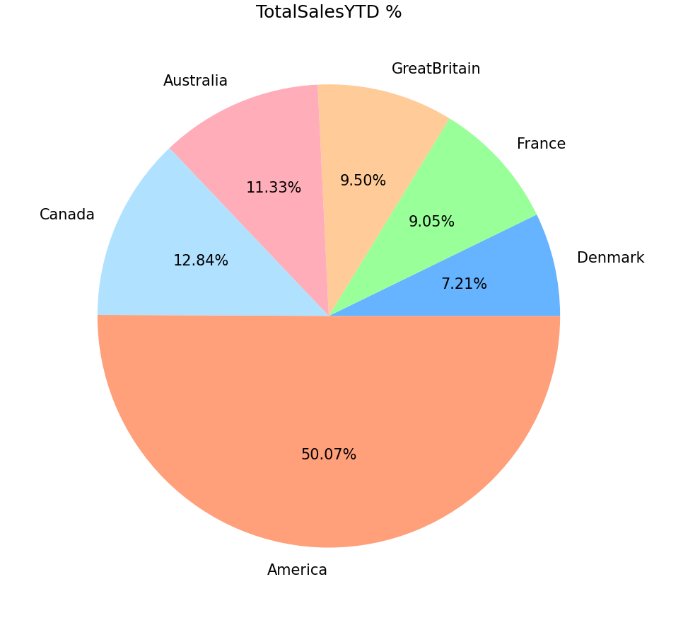 TotalSalesYTD %
GreatBritain
Australia
France
9.50%
11.33%
Canada
9.05%
Denmark
12.84%
7.21%
50.07%
America